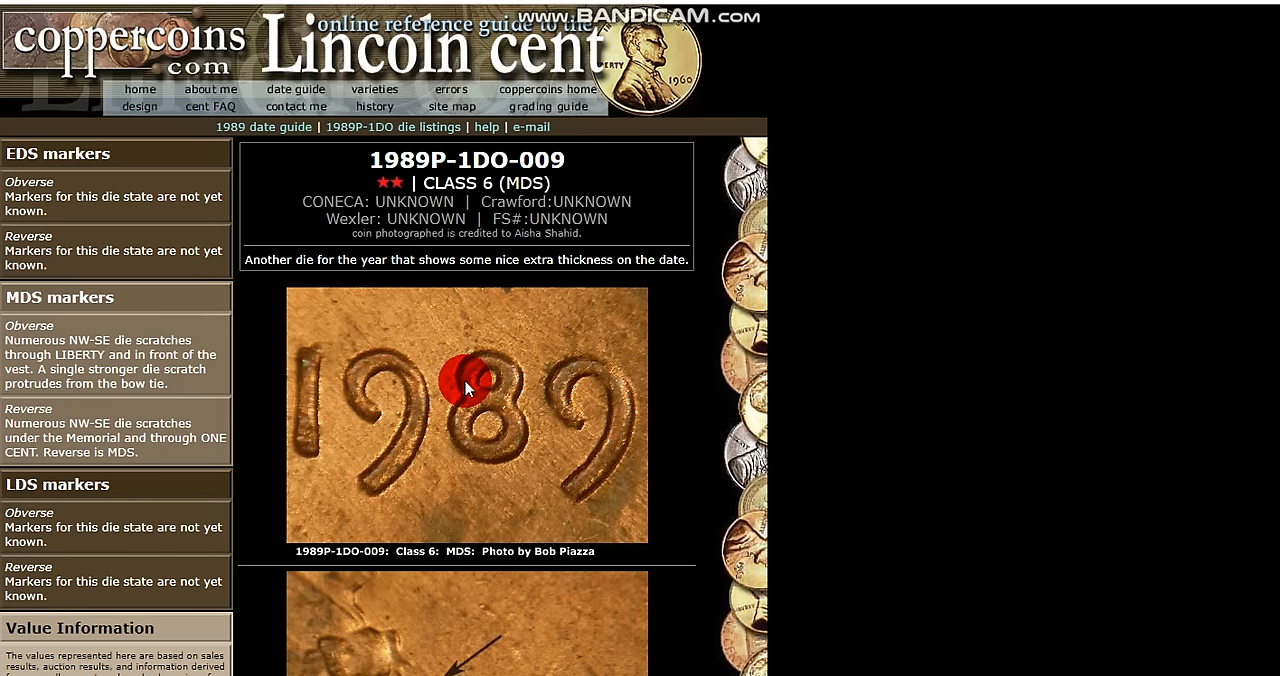 www.BANDICAM.com
online reference guide to the
coppercoins
.com
Lincoln cent
ERTY
1960
home about me date guide varieties errors coppercoins home
design cent FAQ contact me history site map grading guide
1989 date guide | 1989P-1DO die listings | help | e-mail
EDS markers
Obverse
Markers for this die state are not yet
known.
Reverse
Markers for this die state are not yet
known.
MDS markers
Obverse
Numerous NW-SE die scratches
through LIBERTY and in front of the
vest. A single stronger die scratch
protrudes from the bow tie.
Reverse
Numerous NW-SE die scratches
under the Memorial and through ONE
CENT. Reverse is MDS.
LDS markers
Obverse
Markers for this die state are not yet
known.
Reverse
Markers for this die state are not yet
known.
Value Information
The values represented here are based on sales
results, auction results, and information derived
1989P-1DO-009
★★ | CLASS 6 (MDS)
CONECA: UNKNOWN | Crawford:UNKNOWN
Wexler: UNKNOWN | FS#:UNKNOWN
coin photographed is credited to Aisha Shahid.
Another die for the year that shows some nice extra thickness on the date.
1989
1989P-1DO-009: Class 6: MDS: Photo by Bob Piazza